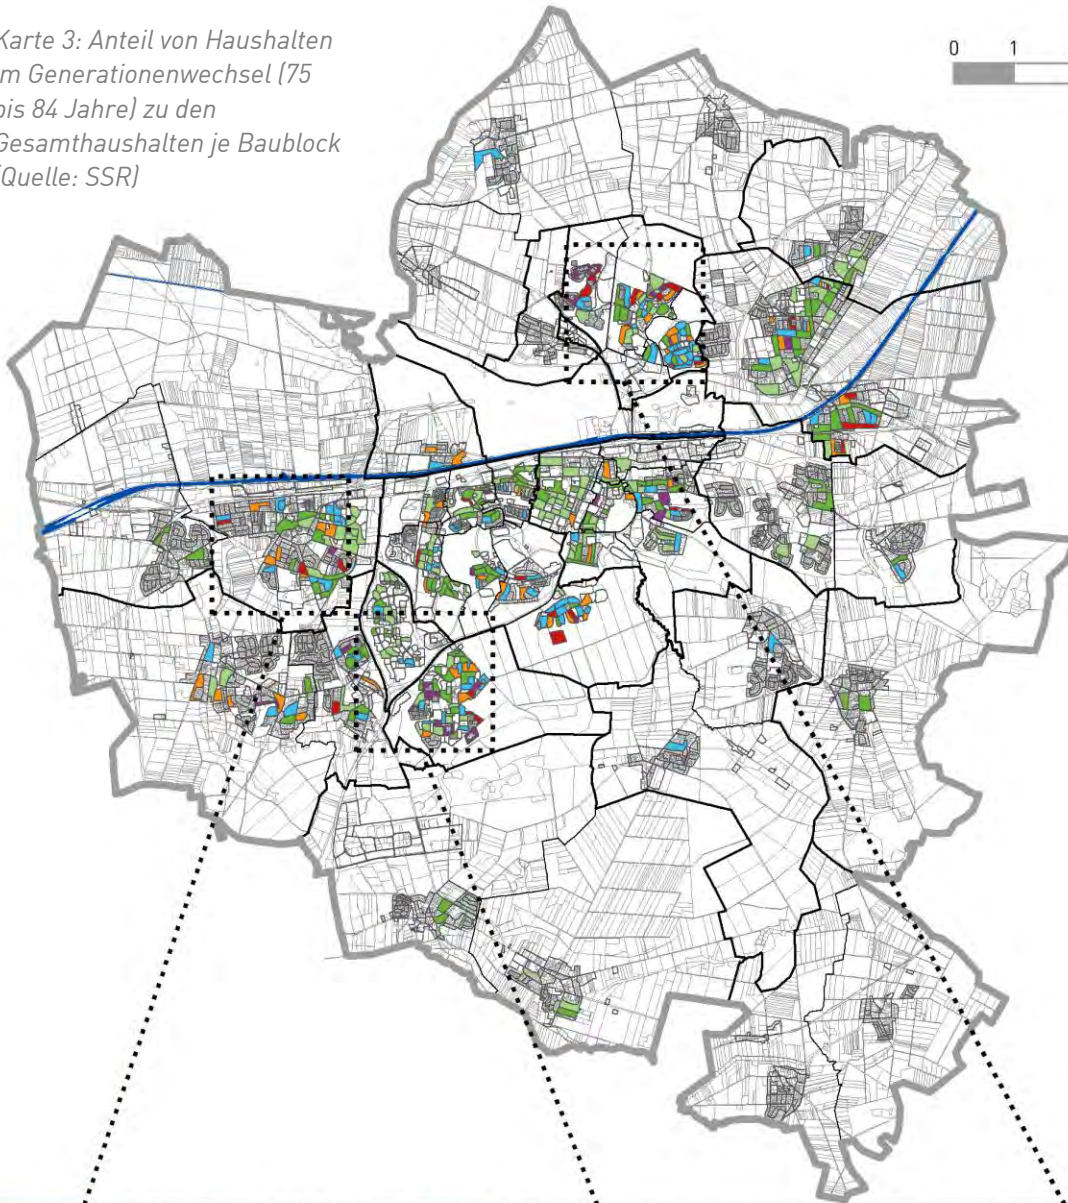 Karte 3: Anteil von Haushalten
im Generationenwechsel (75
bis 84 Jahre) zu den
Gesamthaushalten je Baublock
(Quelle: SSR)
0 1